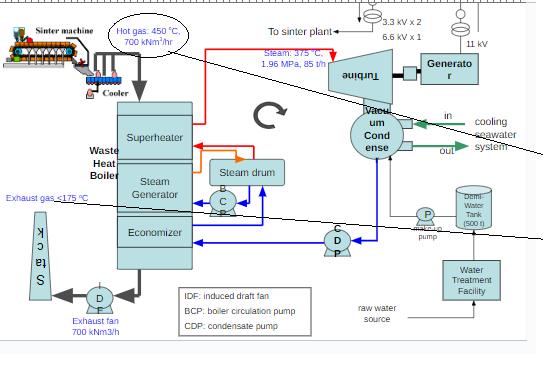 Sinter machine
Cooler
Hot gas: 450 °C,
700 kNm³/hr
To sinter plant
3.3 kV x 2
6.6 kV x 1
11 kV
Steam: 375 °C,
1.96 MPa, 85 t/h
Turbine
Generato
r
Vacu
um
Cond
ense
in
cooling
seawater
system
out
Superheater
Waste
Heat
Boiler
Steam
Generator
Steam drum
B
C
P
Economizer
C
D
P
Exhaust gas <175 °C
S ta c k
I
D
F
Exhaust fan
700 kNm3/h
IDF: induced draft fan
BCP: boiler circulation pump
CDP: condensate pump
P
make-up
pump
Demi-
Water
Tank
(500 t)
Water
Treatment
Facility
raw water
source